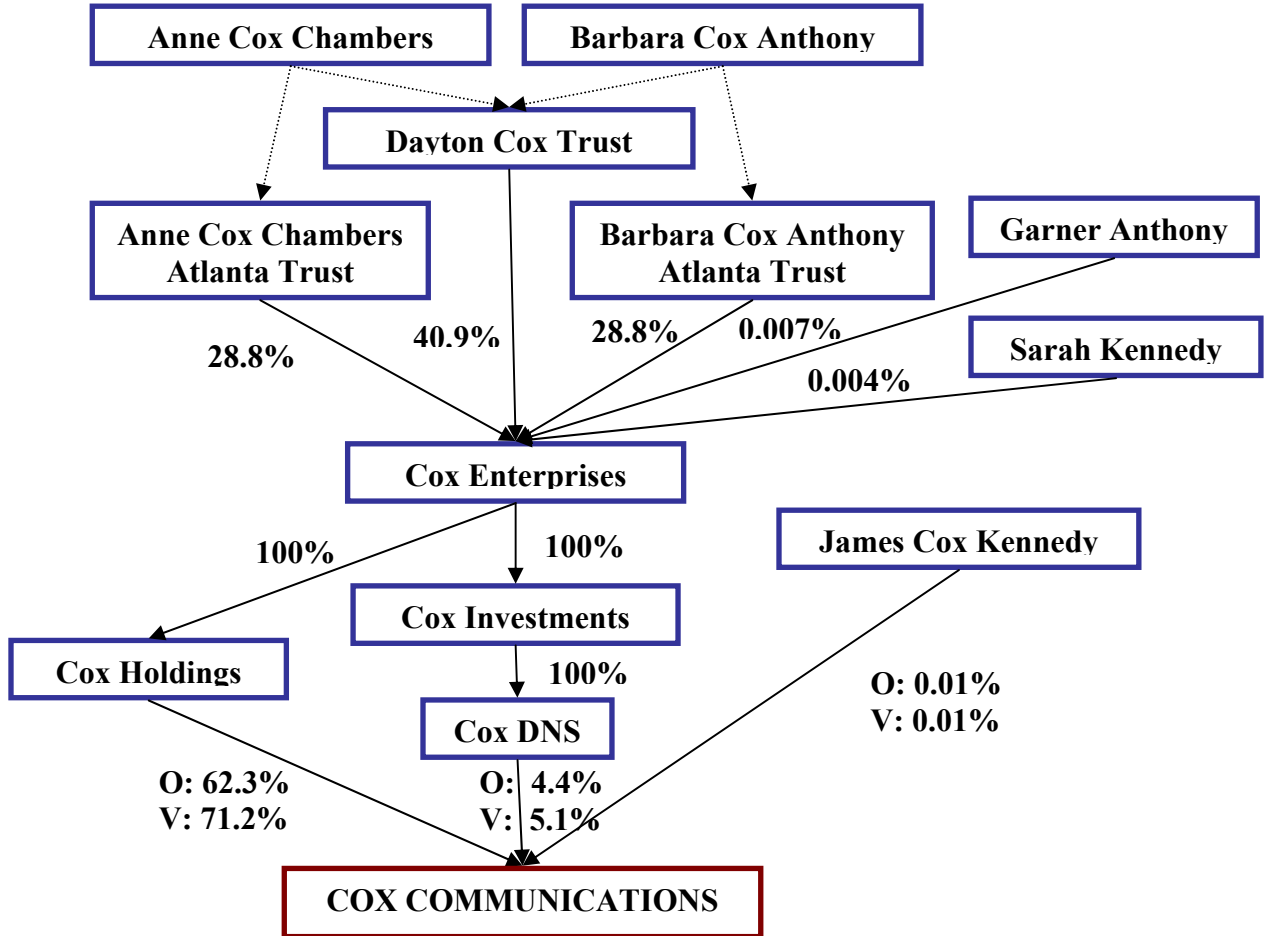 Anne Cox Chambers
Barbara Cox Anthony
Dayton Cox Trust
Anne Cox Chambers
Atlanta Trust
Barbara Cox Anthony
Atlanta Trust
Garner Anthony
28.8%
40.9%
28.8%
0.007%
Sarah Kennedy
0.004%
Cox Enterprises
100%
100%
James Cox Kennedy
Cox Investments
Cox Holdings
100%
O: 0.01%
V: 0.01%
Cox DNS
O: 62.3%
V: 71.2%
O: 4.4%
V: 5.1%
COX COMMUNICATIONS